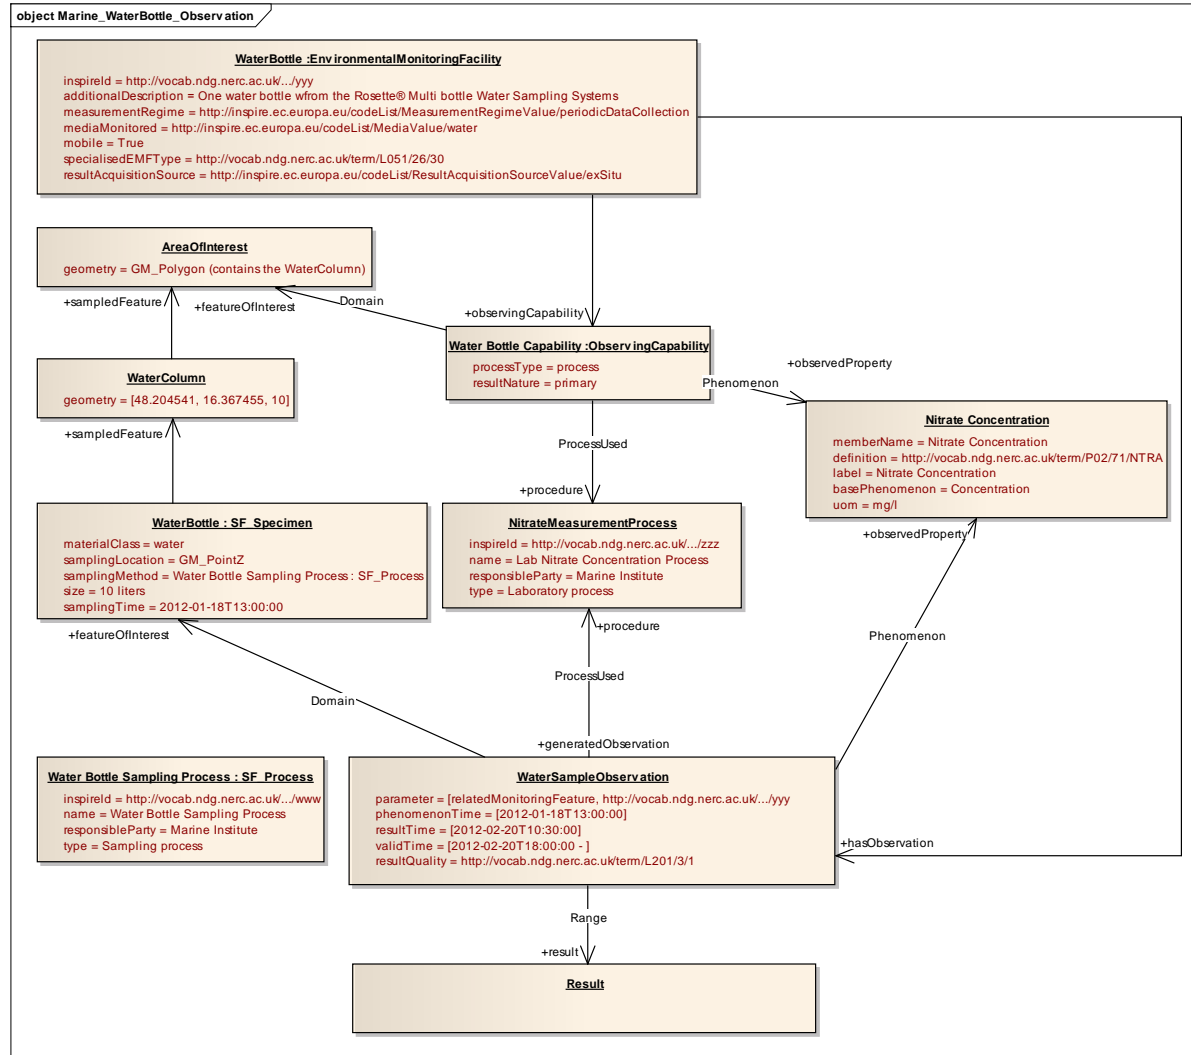 object Marine_WaterBottle_Observation
WaterBottle :EnvironmentalMonitoringFacility
inspireId = http://vocab.ndg.nerc.ac.uk/.../yyy
additionalDescription = One water bottle wfrom the Rosette® Multi bottle Water Sampling Systems
measurementRegime = http://inspire.ec.europa.eu/codeList/MeasurementRegimeValue/periodicDataCollection
mediaMonitored = http://inspire.ec.europa.eu/codeList/MediaValue/water
mobile = True
specialisedEMFType = http://vocab.ndg.nerc.ac.uk/term/L051/26/30
resultAcquisitionSource = http://inspire.ec.europa.eu/codeList/ResultAcquisitionSourceValue/exSitu
AreaOfInterest
geometry = GM_Polygon (contains the WaterColumn)
+sampledFeature
+featureOfInterest
Domain
+observingCapability
Water Bottle Capability :ObservingCapability
processType = process
resultNature = primary
+observedProperty
Phenomenon
WaterColumn
geometry = [48.204541, 16.367455, 10]
+sampledFeature
ProcessUsed
+procedure
Nitrate Concentration
memberName = Nitrate Concentration
definition = http://vocab.ndg.nerc.ac.uk/term/P02/71/NTRA
label = Nitrate Concentration
basePhenomenon = Concentration
uom = mg/l
+observedProperty
WaterBottle : SF_Specimen
materialClass = water
samplingLocation = GM_PointZ
samplingMethod = Water Bottle Sampling Process : SF_Process
size = 10 liters
samplingTime = 2012-01-18T13:00:00
NitrateMeasurementProcess
inspireId = http://vocab.ndg.nerc.ac.uk/.../zzz
name = Lab Nitrate Concentration Process
responsibleParty = Marine Institute
type = Laboratory process
+featureOfInterest
+procedure
Phenomenon
ProcessUsed
Domain
+generatedObservation
Water Bottle Sampling Process : SF_Process
inspireId = http://vocab.ndg.nerc.ac.uk/.../www
name = Water Bottle Sampling Process
responsibleParty = Marine Institute
type = Sampling process
WaterSampleObservation
parameter = [relatedMonitoringFeature, http://vocab.ndg.nerc.ac.uk/.../yyy
phenomenonTime = [2012-01-18T13:00:00]
resultTime = [2012-02-20T10:30:00]
validTime = [2012-02-20T18:00:00 - ]
resultQuality = http://vocab.ndg.nerc.ac.uk/term/L201/3/1
+hasObservation
Range
+result
Result